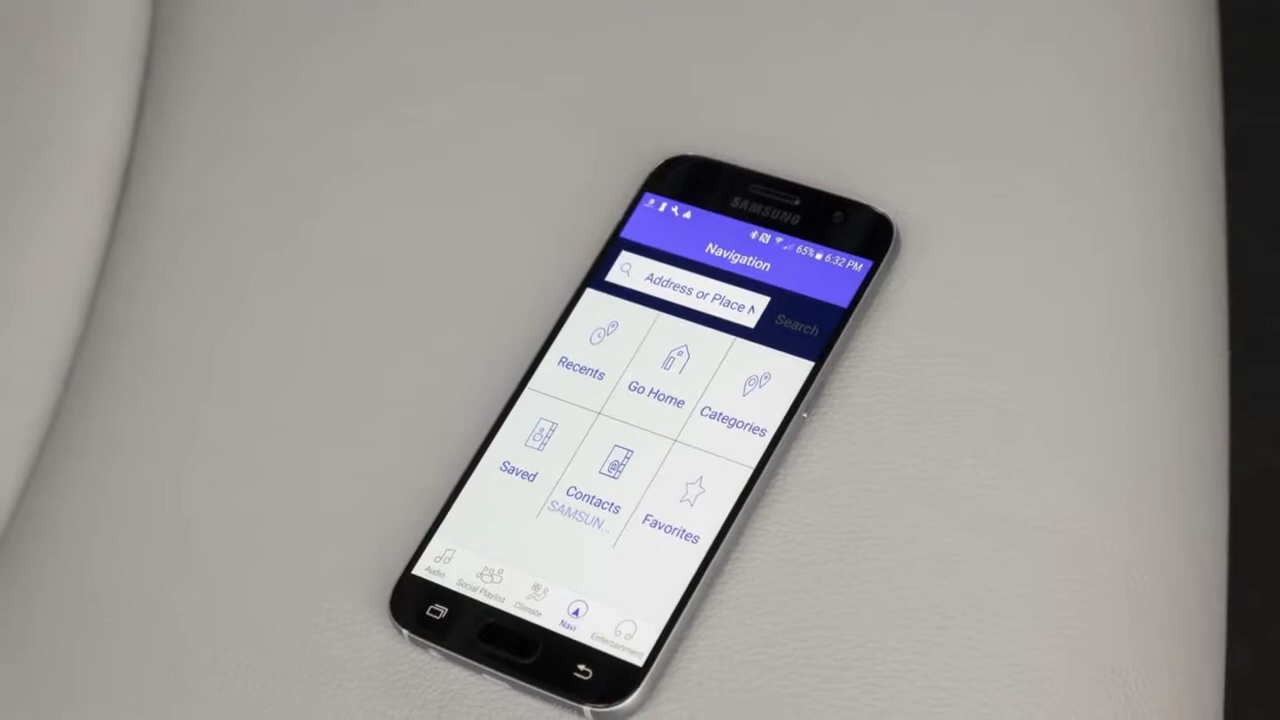 SAMSUNG
65% 6:32 PM
Navigation
Address or Place N
Search
Recents
Go Home
Categories
Saved
Contacts
SAMSUN...
Favorites
Audio
Social Playlist
Climate
Navi
Entertainment